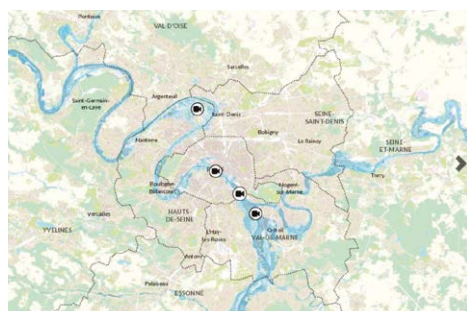 Pontoise
VAL-D'OISE
Sarcelles
Saint-Germain-
en-Laye
Argenteuil
Saint-Denis
SEINE-
SAINT-DENIS
Bobigny
Le Raincy
Nanterre
SEINE-
ET-MARNE
Torcy
Boulogne-
Billancourt
Nogent-
sur-Marne
HAUTS-
DE-SEINE
Versailles
YVELINES
L'Haÿ-
les-Roses
Créteil
VAL-DE-MARNE
Antony
Palaiseau
ESSONNE